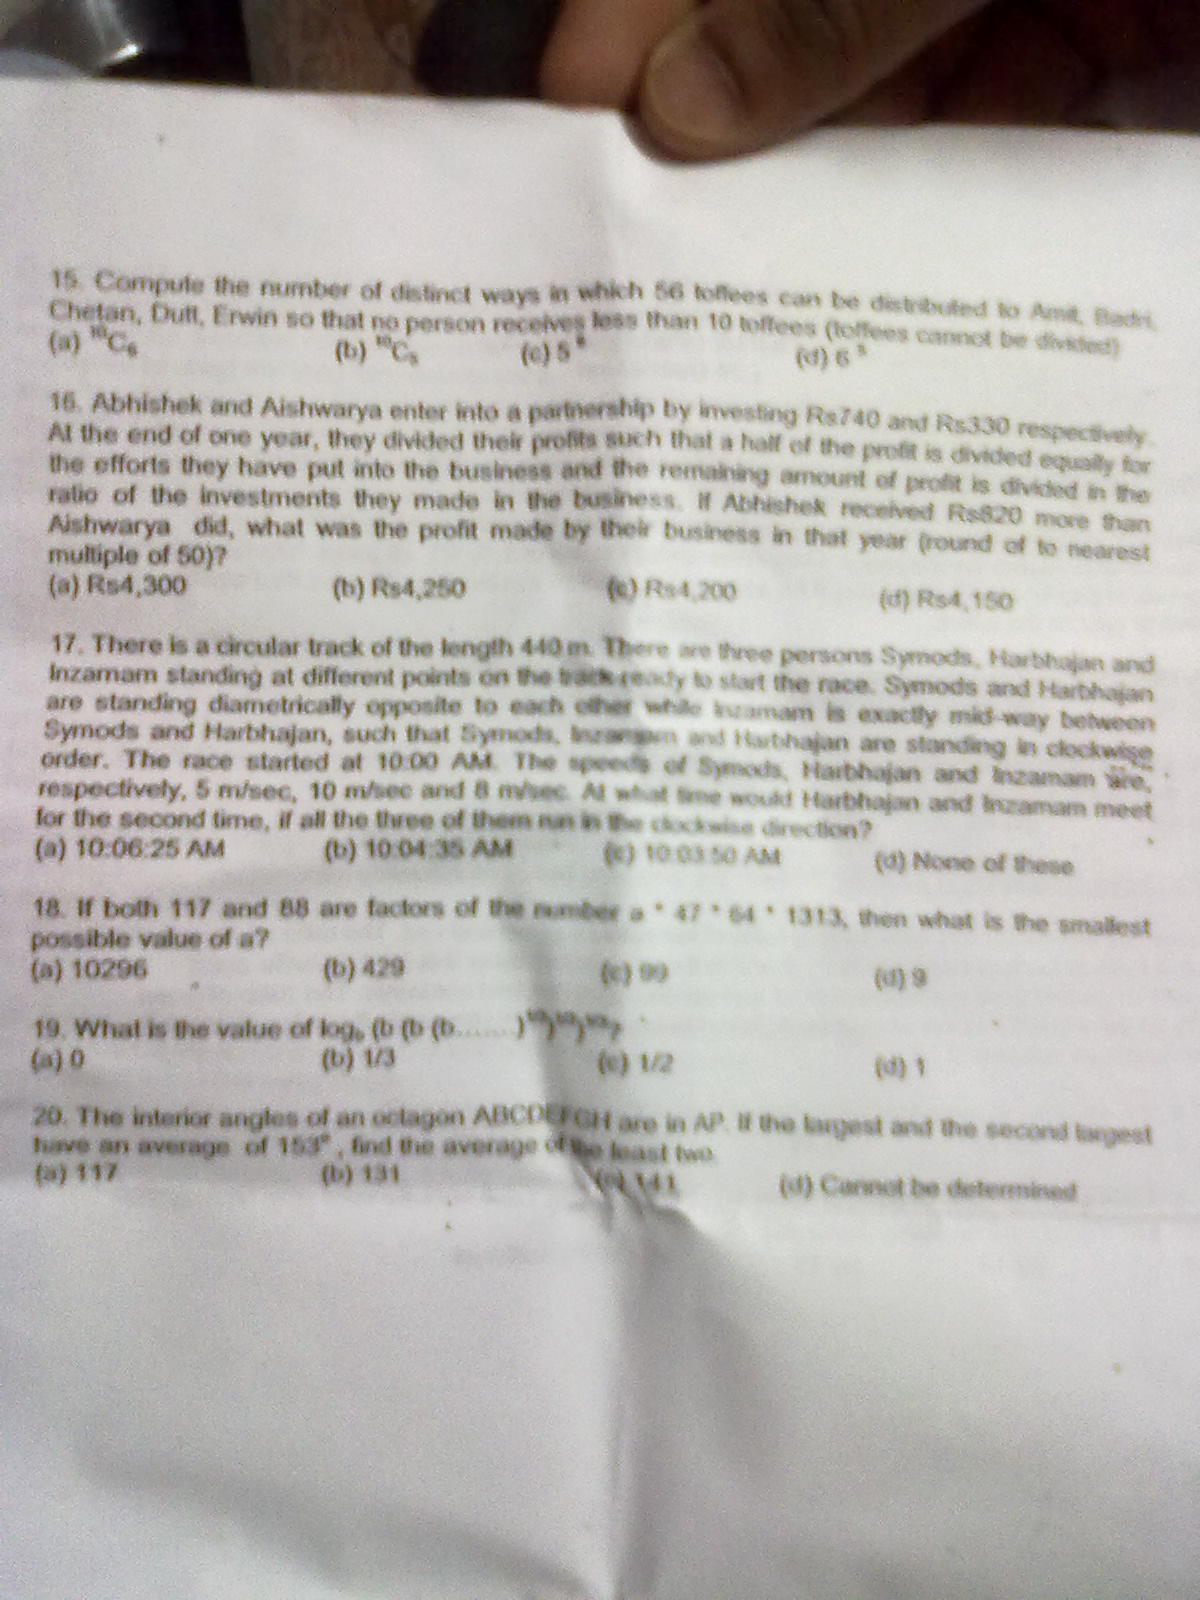 15. Compute the number of distinct ways in which 56 toffees can be distributed to Amit, Badri,
Chetan, Dutt, Erwin so that no person receives less than 10 toffees (toffees cannot be divided)
(a) ¹⁰C₆ (b) ¹⁰C₅ (c) 5⁶ (d) 6⁵
16. Abhishek and Aishwarya enter into a partnership by investing Rs740 and Rs330 respectively.
At the end of one year, they divided their profits such that a half of the profit is divided equally for
the efforts they have put into the business and the remaining amount of profit is divided in the
ratio of the investments they made in the business. If Abhishek received Rs820 more than
Aishwarya did, what was the profit made by their business in that year (round of to nearest
multiple of 50)?
(a) Rs4,300 (b) Rs4,250 (c) Rs4,200 (d) Rs4,150
17. There is a circular track of the length 440 m. There are three persons Symods, Harbhajan and
Inzamam standing at different points on the track ready to start the race. Symods and Harbhajan
are standing diametrically opposite to each other while Inzamam is exactly mid-way between
Symods and Harbhajan, such that Symods, Inzamam and Harbhajan are standing in clockwise
order. The race started at 10:00 AM. The speeds of Symods, Harbhajan and Inzamam are,
respectively, 5 m/sec, 10 m/sec and 8 m/sec. At what time would Harbhajan and Inzamam meet
for the second time, if all the three of them run in the clockwise direction?
(a) 10:06:25 AM (b) 10:04:35 AM (c) 10:03:50 AM (d) None of these
18. If both 117 and 88 are factors of the number a * 47 * 64 * 1313, then what is the smallest
possible value of a?
(a) 10296 (b) 429 (c) 99 (d) 9
19. What is the value of log_b (b (b (b.......)
(a) 0 (b) 1/3 (c) 1/2 (d) 1
20. The interior angles of an octagon ABCDEFGH are in AP. If the largest and the second largest
have an average of 153°, find the average of the least two.
(a) 117 (b) 131 (c) 141 (d) Cannot be determined